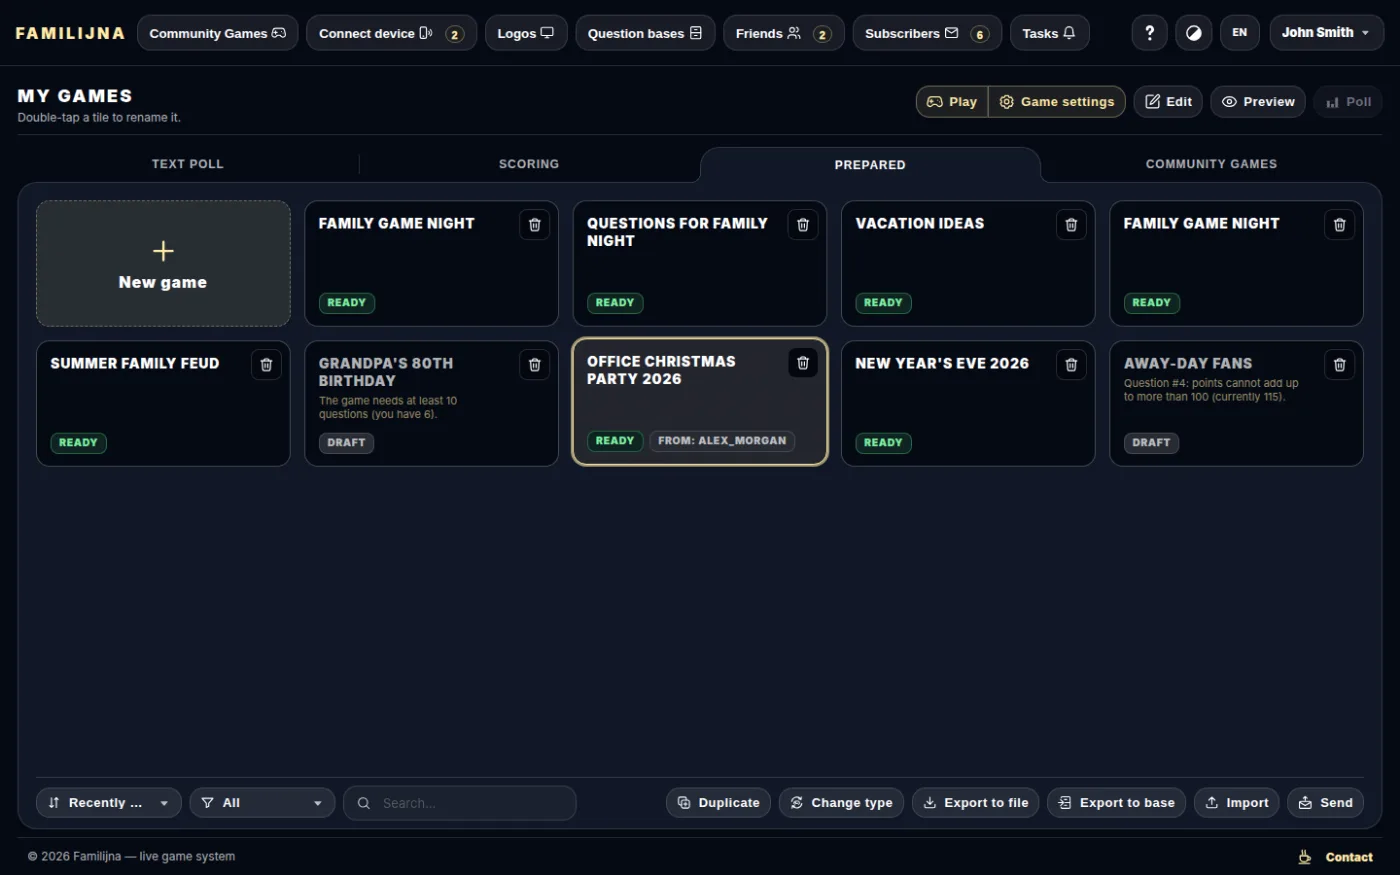 FAMILIJNA
Community Games
Connect device 2
Logos
Question bases
Friends 2
Subscribers 6
Tasks
?
EN
John Smith
MY GAMES
Double-tap a tile to rename it.
Play
Game settings
Edit
Preview
Poll
TEXT POLL
SCORING
PREPARED
COMMUNITY GAMES
New game
FAMILY GAME NIGHT
READY
QUESTIONS FOR FAMILY
NIGHT
READY
VACATION IDEAS
READY
FAMILY GAME NIGHT
READY
SUMMER FAMILY FEUD
READY
GRANDPA'S 80TH
BIRTHDAY
The game needs at least 10
questions (you have 6).
DRAFT
OFFICE CHRISTMAS
PARTY 2026
READY
FROM: ALEX_MORGAN
NEW YEAR'S EVE 2026
READY
AWAY-DAY FANS
Question #4: points cannot add up
to more than 100 (currently 115).
DRAFT
Recently ...
All
Search...
Duplicate
Change type
Export to file
Export to base
Import
Send
© 2026 Familijna — live game system
Contact